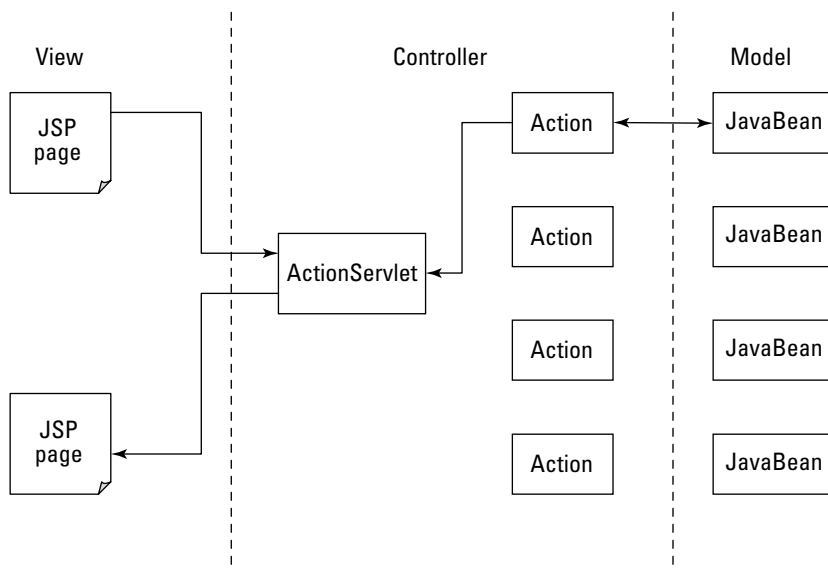 View
Controller
Model
JSP
page
Action
JavaBean
Action
JavaBean
ActionServlet
Action
JavaBean
JSP
page
Action
JavaBean